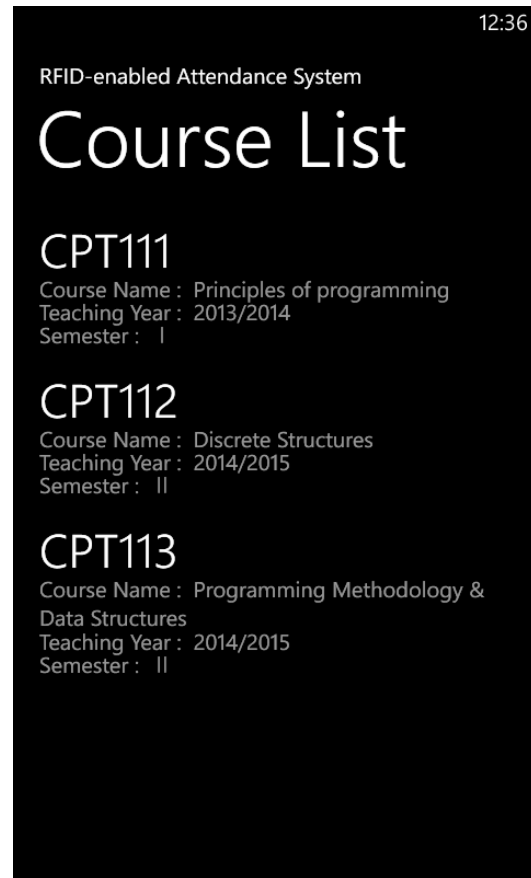 12:36
RFID-enabled Attendance System
Course List
CPT111
Course Name : Principles of programming
Teaching Year : 2013/2014
Semester : I
CPT112
Course Name : Discrete Structures
Teaching Year : 2014/2015
Semester : II
CPT113
Course Name : Programming Methodology &
Data Structures
Teaching Year : 2014/2015
Semester : II